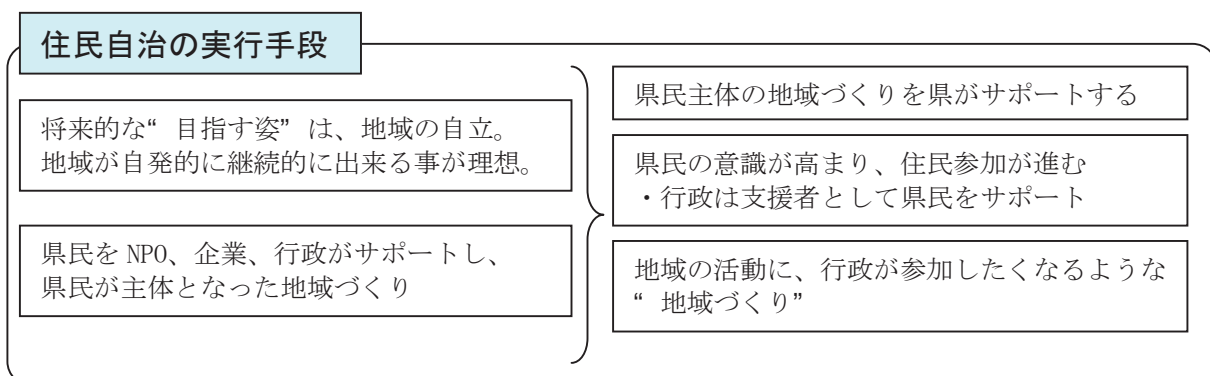 住民自治の実行手段
将来的な“ 目指す姿” は、地域の自立。
地域が自発的に継続的に出来る事が理想。
県民を NPO、企業、行政がサポートし、
県民が主体となった地域づくり
県民主体の地域づくりを県がサポートする
県民の意識が高まり、住民参加が進む
・行政は支援者として県民をサポート
地域の活動に、行政が参加したくなるような
“ 地域づくり”